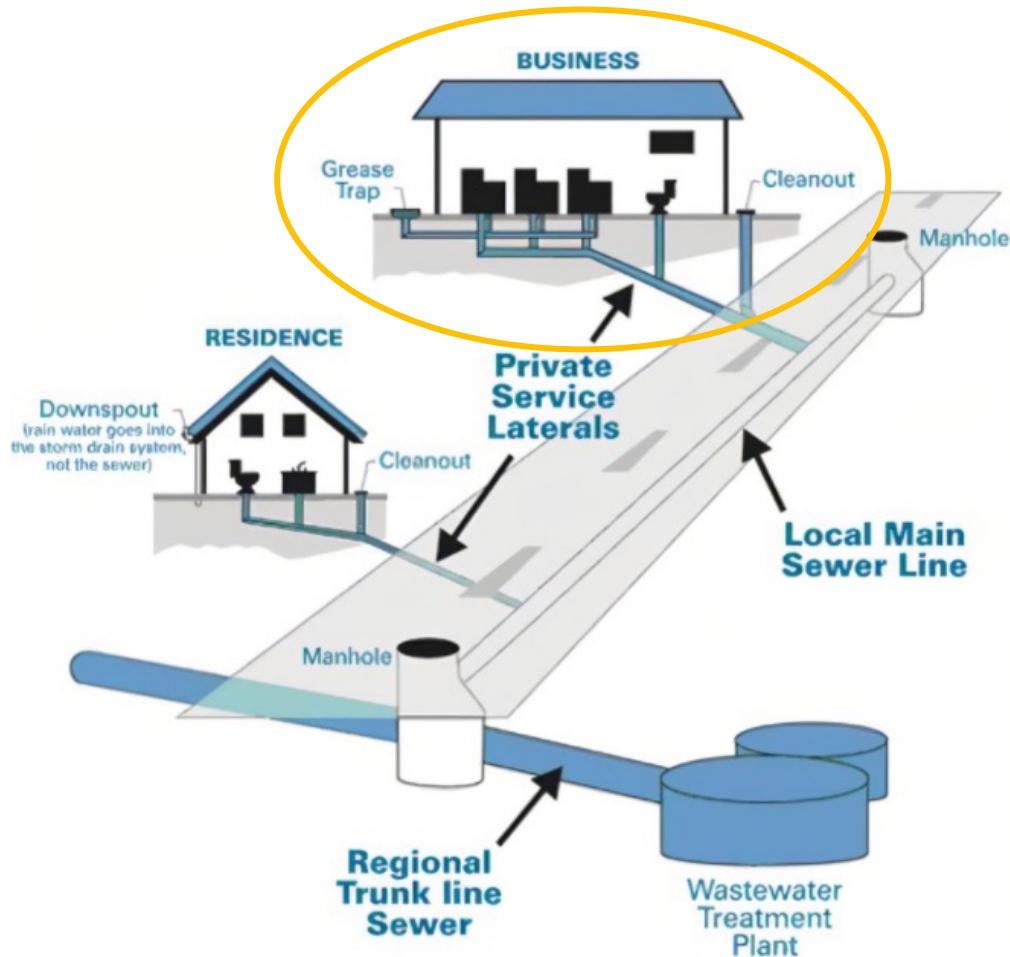 BUSINESS
Grease
Trap
Cleanout
Manhole
RESIDENCE
Private
Service
Laterals
Downspout
(rain water goes into
the storm drain system,
not the sewer)
Cleanout
Local Main
Sewer Line
Manhole
Regional
Trunk line
Sewer
Wastewater
Treatment
Plant